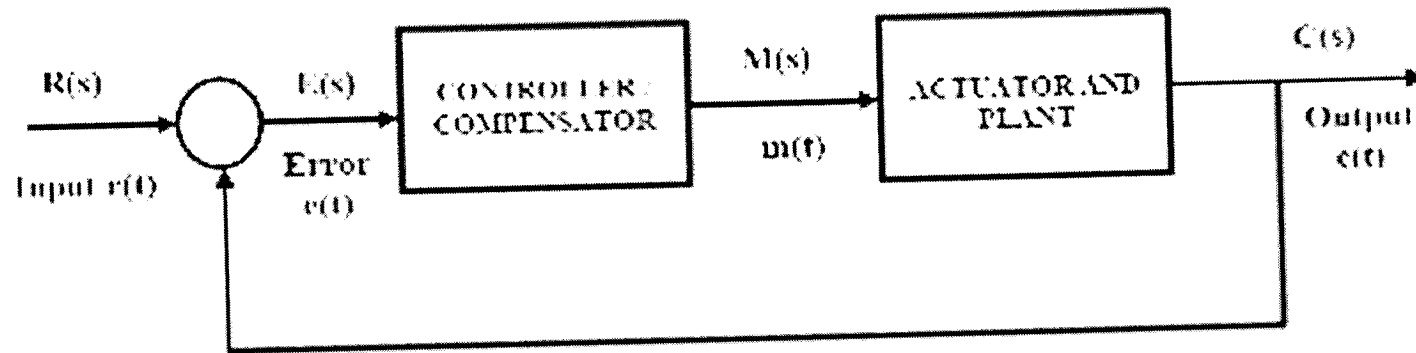 R(s)
Input r(t)
E(s)
Error
e(t)
CONTROLLER /
COMPENSATOR
M(s)
m(t)
ACTUATOR AND
PLANT
C(s)
Output
c(t)